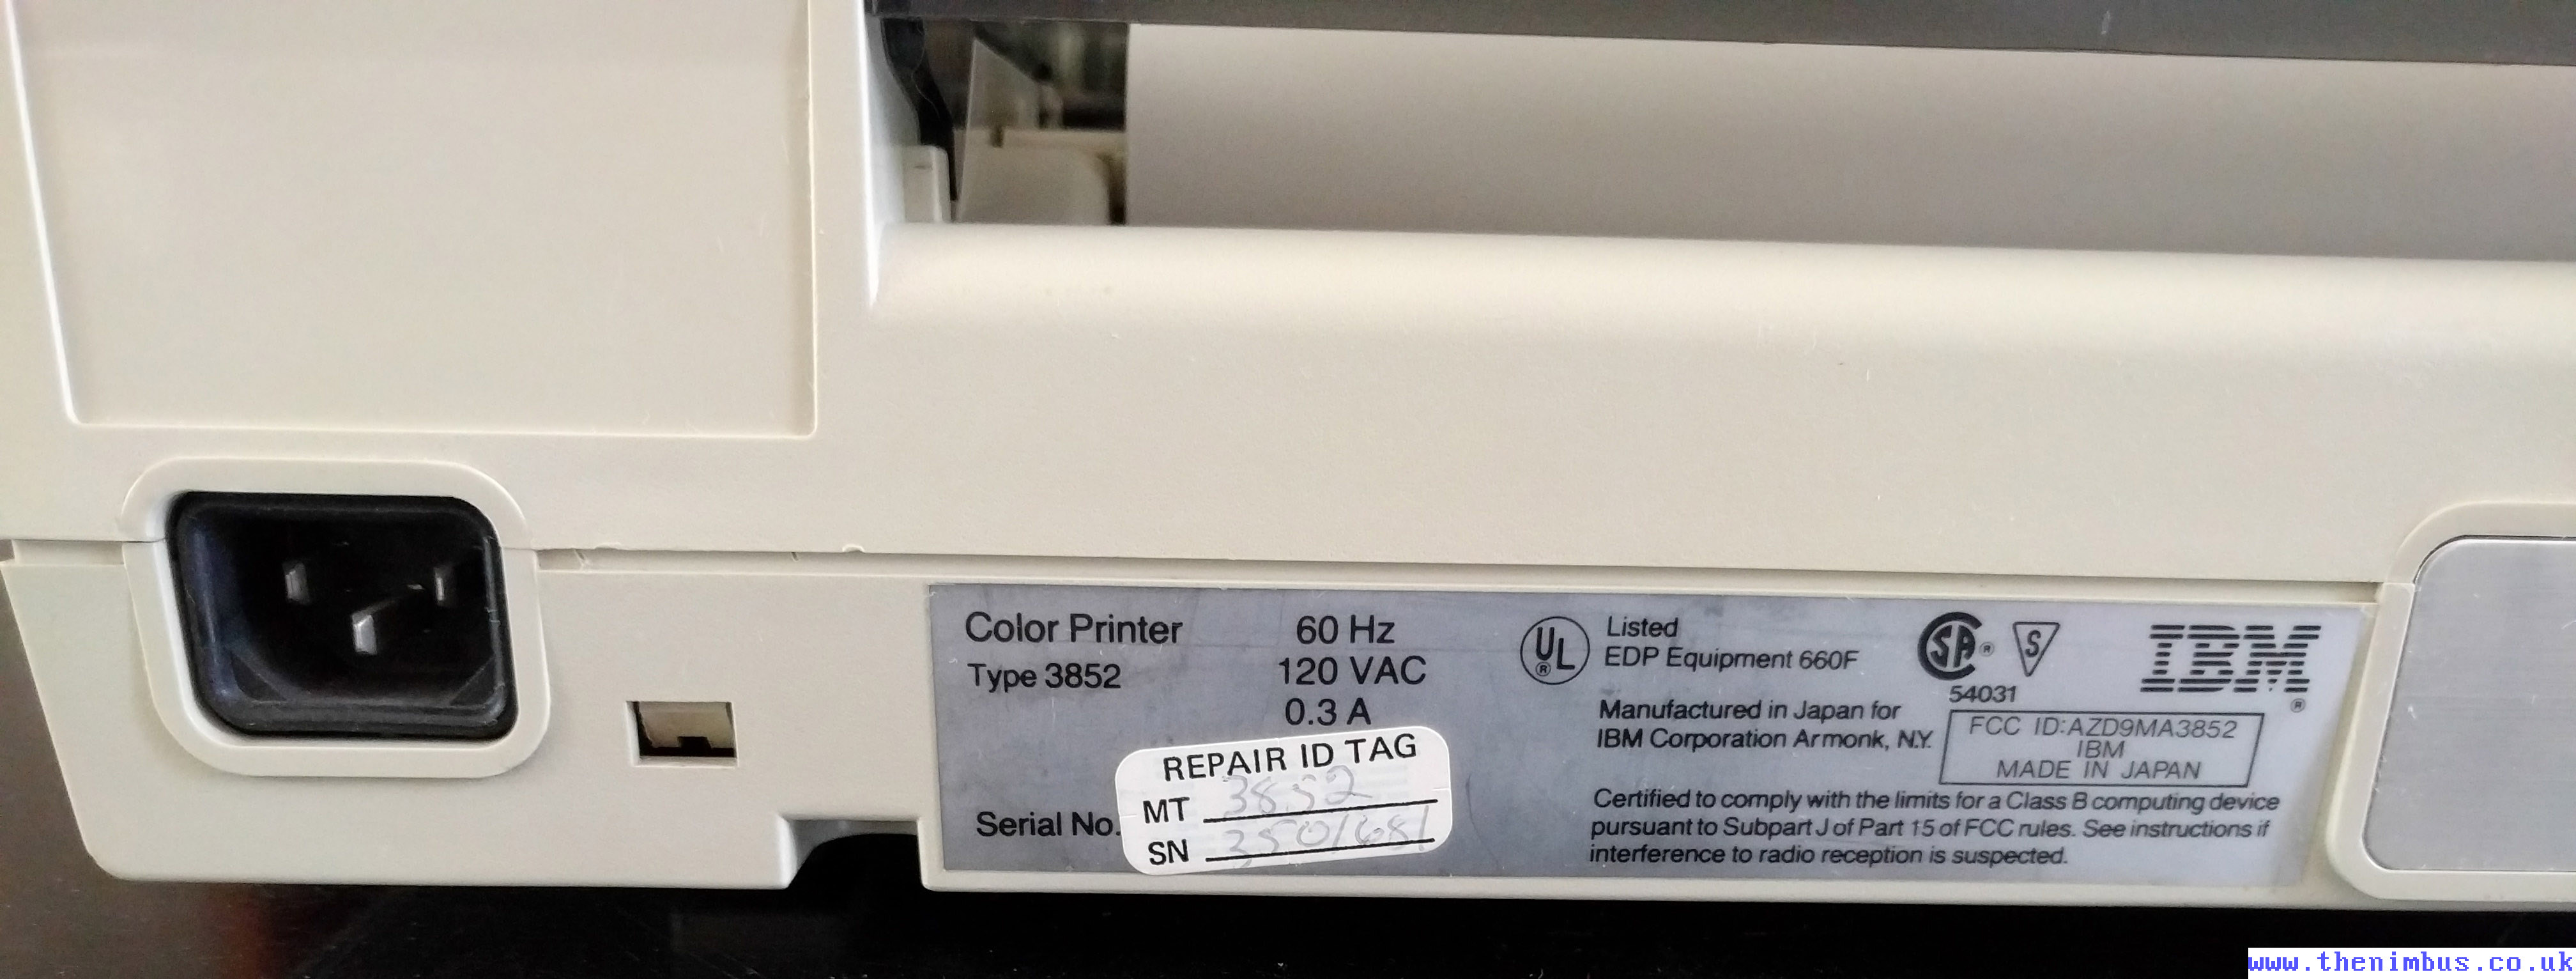 Color Printer
Type 3852
60 Hz
120 VAC
0.3 A
Serial No.
REPAIR ID TAG
MT 3852
SN 3501681
UL ®
Listed
EDP Equipment 660F
SA ® S
54031
IBM ®
Manufactured in Japan for
IBM Corporation Armonk, N.Y.
FCC ID:AZD9MA3852
IBM
MADE IN JAPAN
Certified to comply with the limits for a Class B computing device
pursuant to Subpart J of Part 15 of FCC rules. See instructions if
interference to radio reception is suspected.
www.thenimbus.co.uk